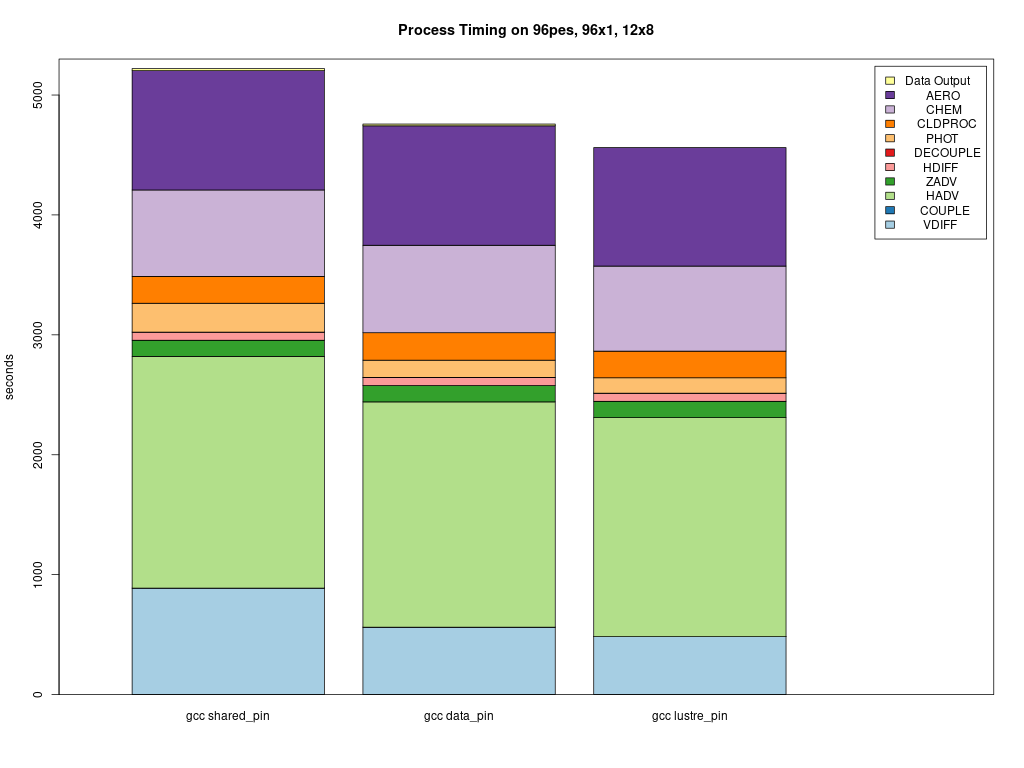 Process Timing on 96pes, 96x1, 12x8
seconds
5000
4000
3000
2000
1000
0
Data Output
AERO
CHEM
CLDPROC
PHOT
DECOUPLE
HDIFF
ZADV
HADV
COUPLE
VDIFF
gcc shared_pin
gcc data_pin
gcc lustre_pin